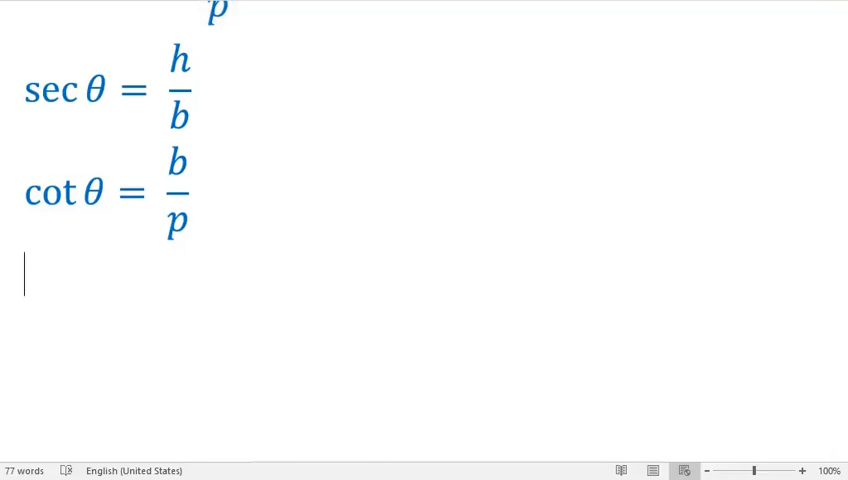 p
sec θ = h/b
cot θ = b/p
77 words English (United States) 100%